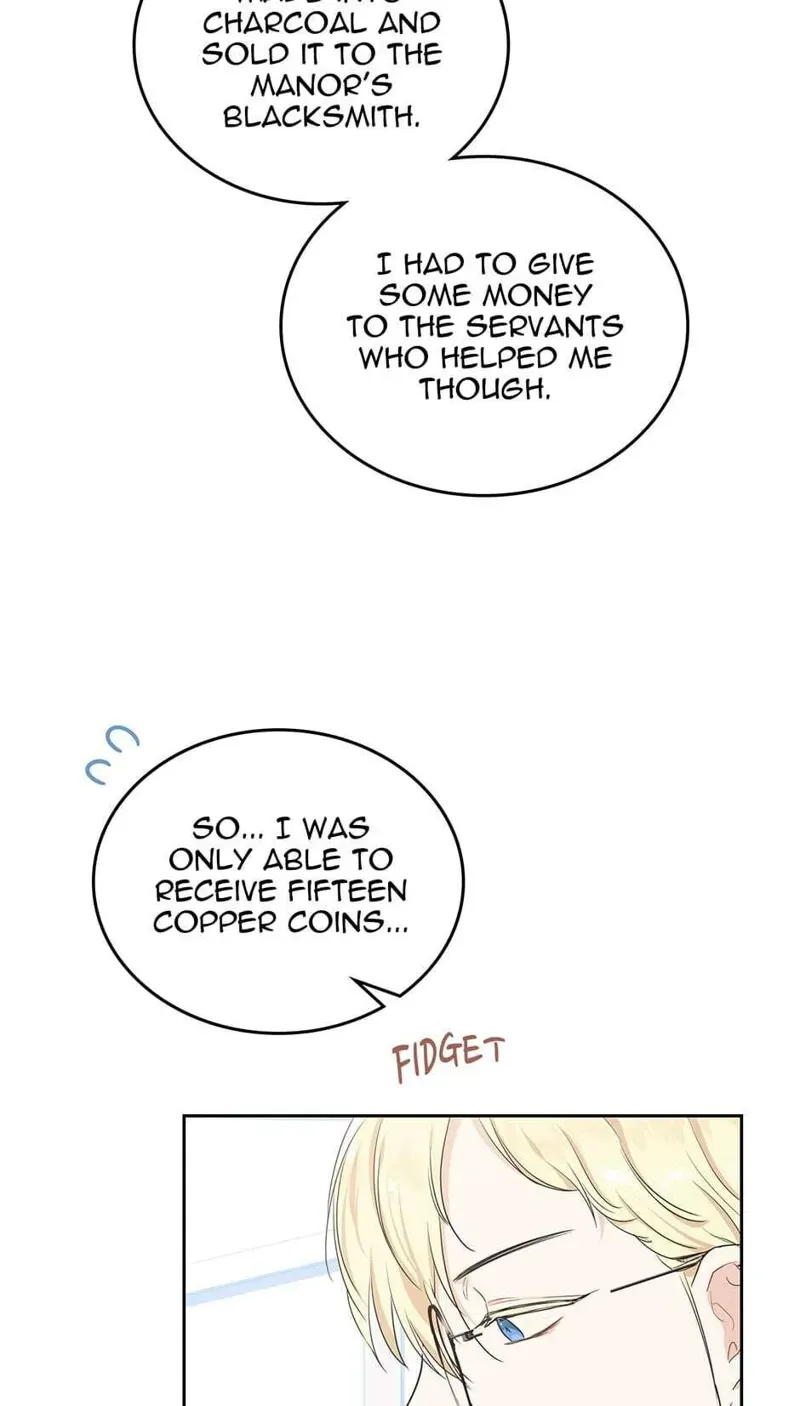 CHARCOAL AND
SOLD IT TO THE
MANOR'S
BLACKSMITH.
I HAD TO GIVE
SOME MONEY
TO THE SERVANTS
WHO HELPED ME
THOUGH.
SO... I WAS
ONLY ABLE TO
RECEIVE FIFTEEN
COPPER COINS...
FIDGET